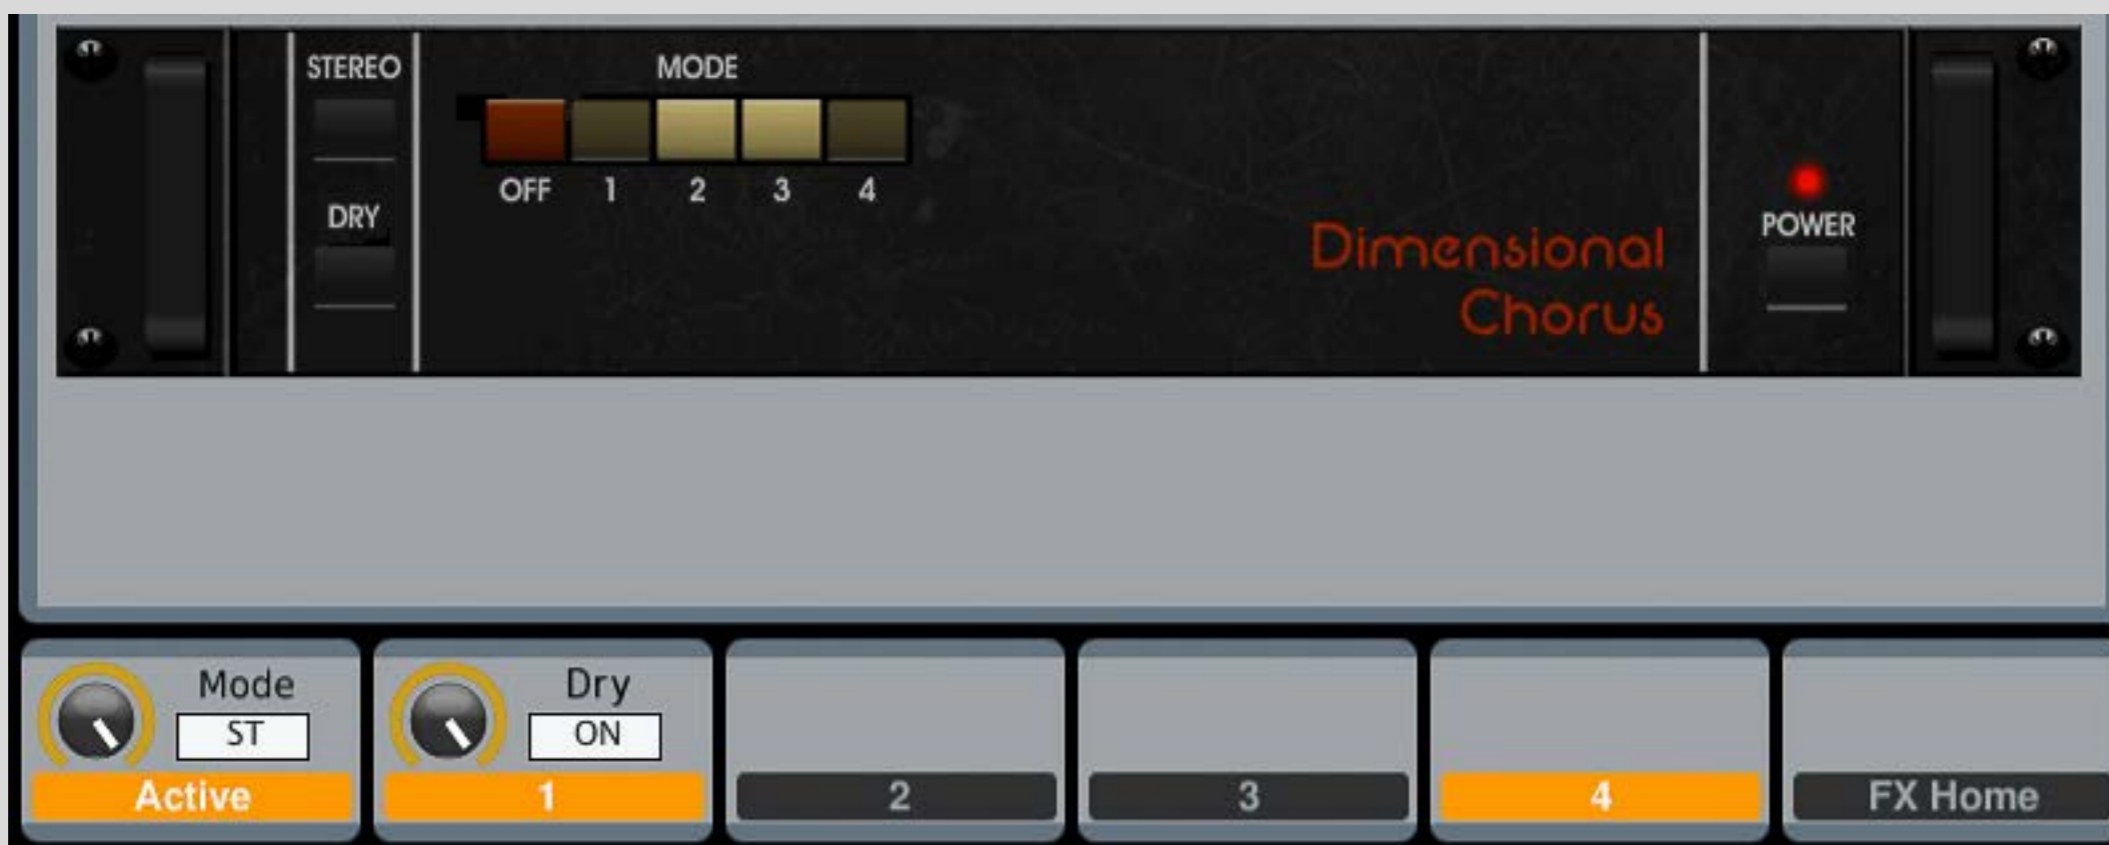 STEREO
MODE
OFF 1 2 3 4
DRY
POWER
Dimensional
Chorus
Mode
ST
Active
Dry
ON
1
2
3
4
FX Home